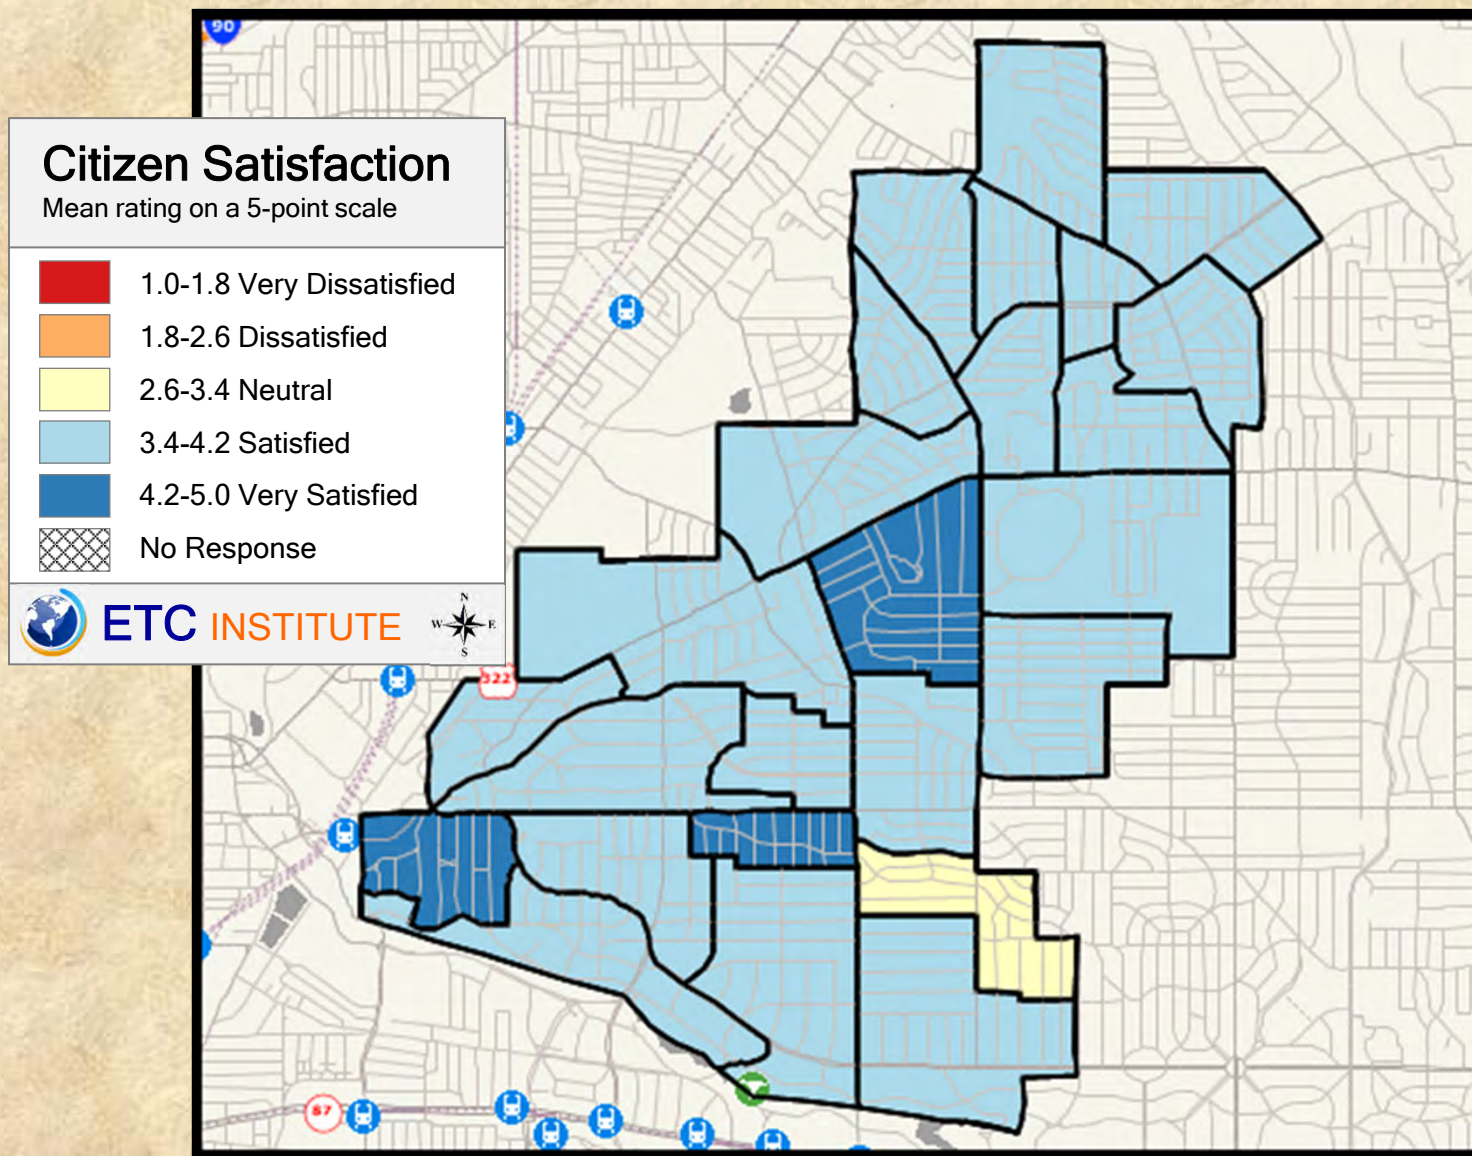 90
Citizen Satisfaction
Mean rating on a 5-point scale
1.0-1.8 Very Dissatisfied
1.8-2.6 Dissatisfied
2.6-3.4 Neutral
3.4-4.2 Satisfied
4.2-5.0 Very Satisfied
No Response
ETC INSTITUTE
N
W E
S
322
87